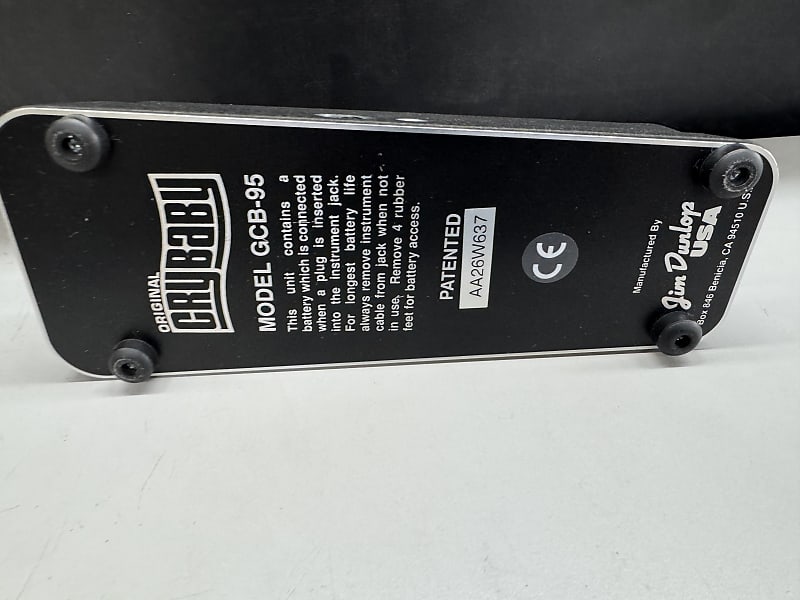 ORIGINAL
CRYBABY
MODEL GCB-95
This unit contains a
battery which is connected
when a plug is inserted
into the instrument jack.
For longest battery life
always remove instrument
cable from jack when not
in use. Remove 4 rubber
feet for battery access.
PATENTED
AA26W637
CE
Manufactured By
Jim Dunlop
USA
Box 846 Benicia, CA 94510 U.S.